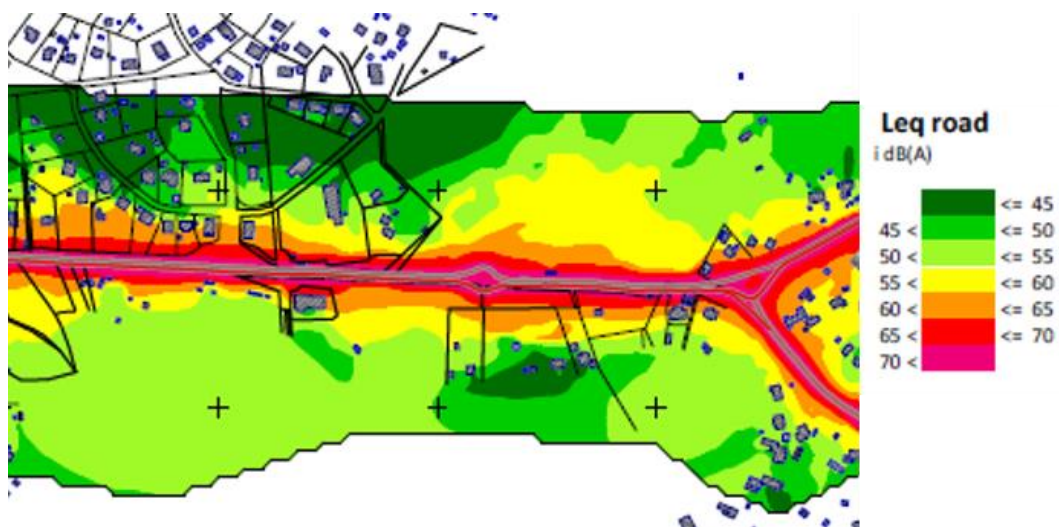 Leq road
i dB(A)
<= 45
45 < <= 50
50 < <= 55
55 < <= 60
60 < <= 65
65 < <= 70
70 <